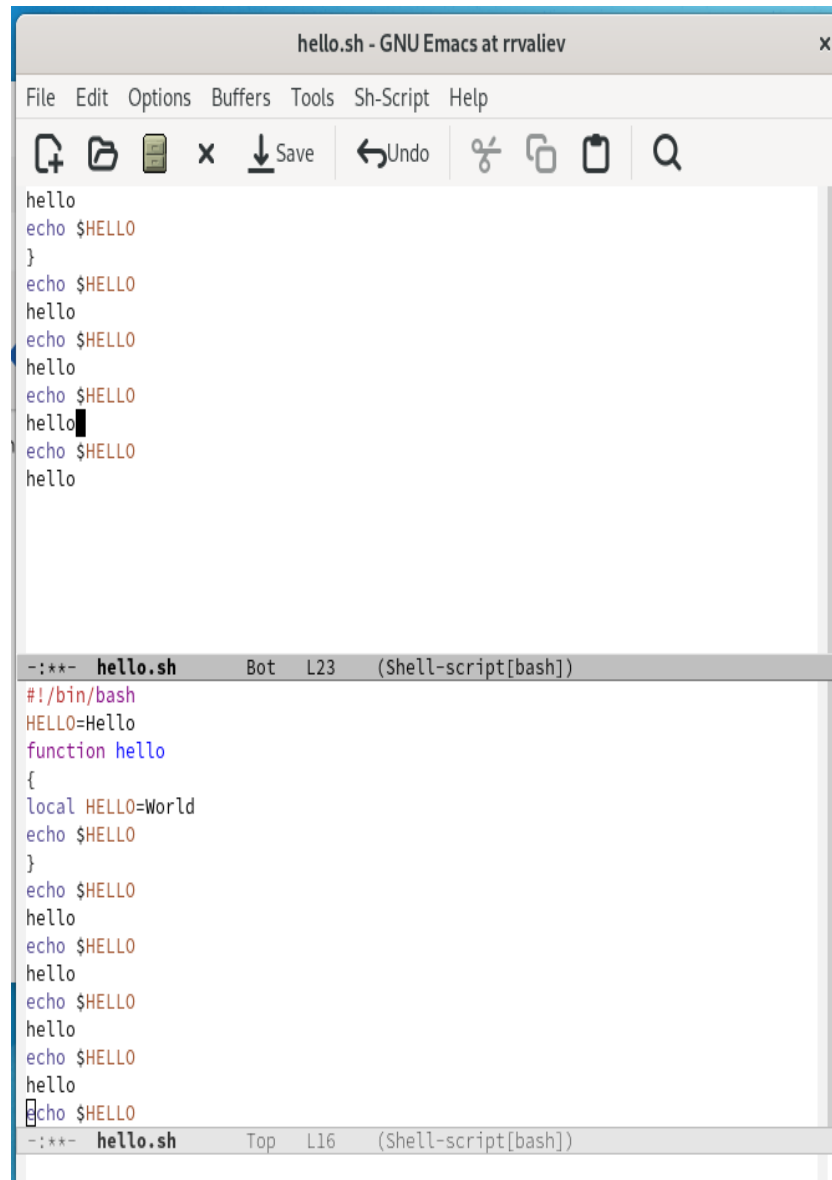 hello.sh - GNU Emacs at rrvaliev x
File Edit Options Buffers Tools Sh-Script Help
Save Undo
hello
echo $HELLO
}
echo $HELLO
hello
echo $HELLO
hello
echo $HELLO
hello
echo $HELLO
hello
-:**- hello.sh Bot L23 (Shell-script[bash])
#!/bin/bash
HELLO=Hello
function hello
{
local HELLO=World
echo $HELLO
}
echo $HELLO
hello
echo $HELLO
hello
echo $HELLO
hello
echo $HELLO
hello
echo $HELLO
-:**- hello.sh Top L16 (Shell-script[bash])